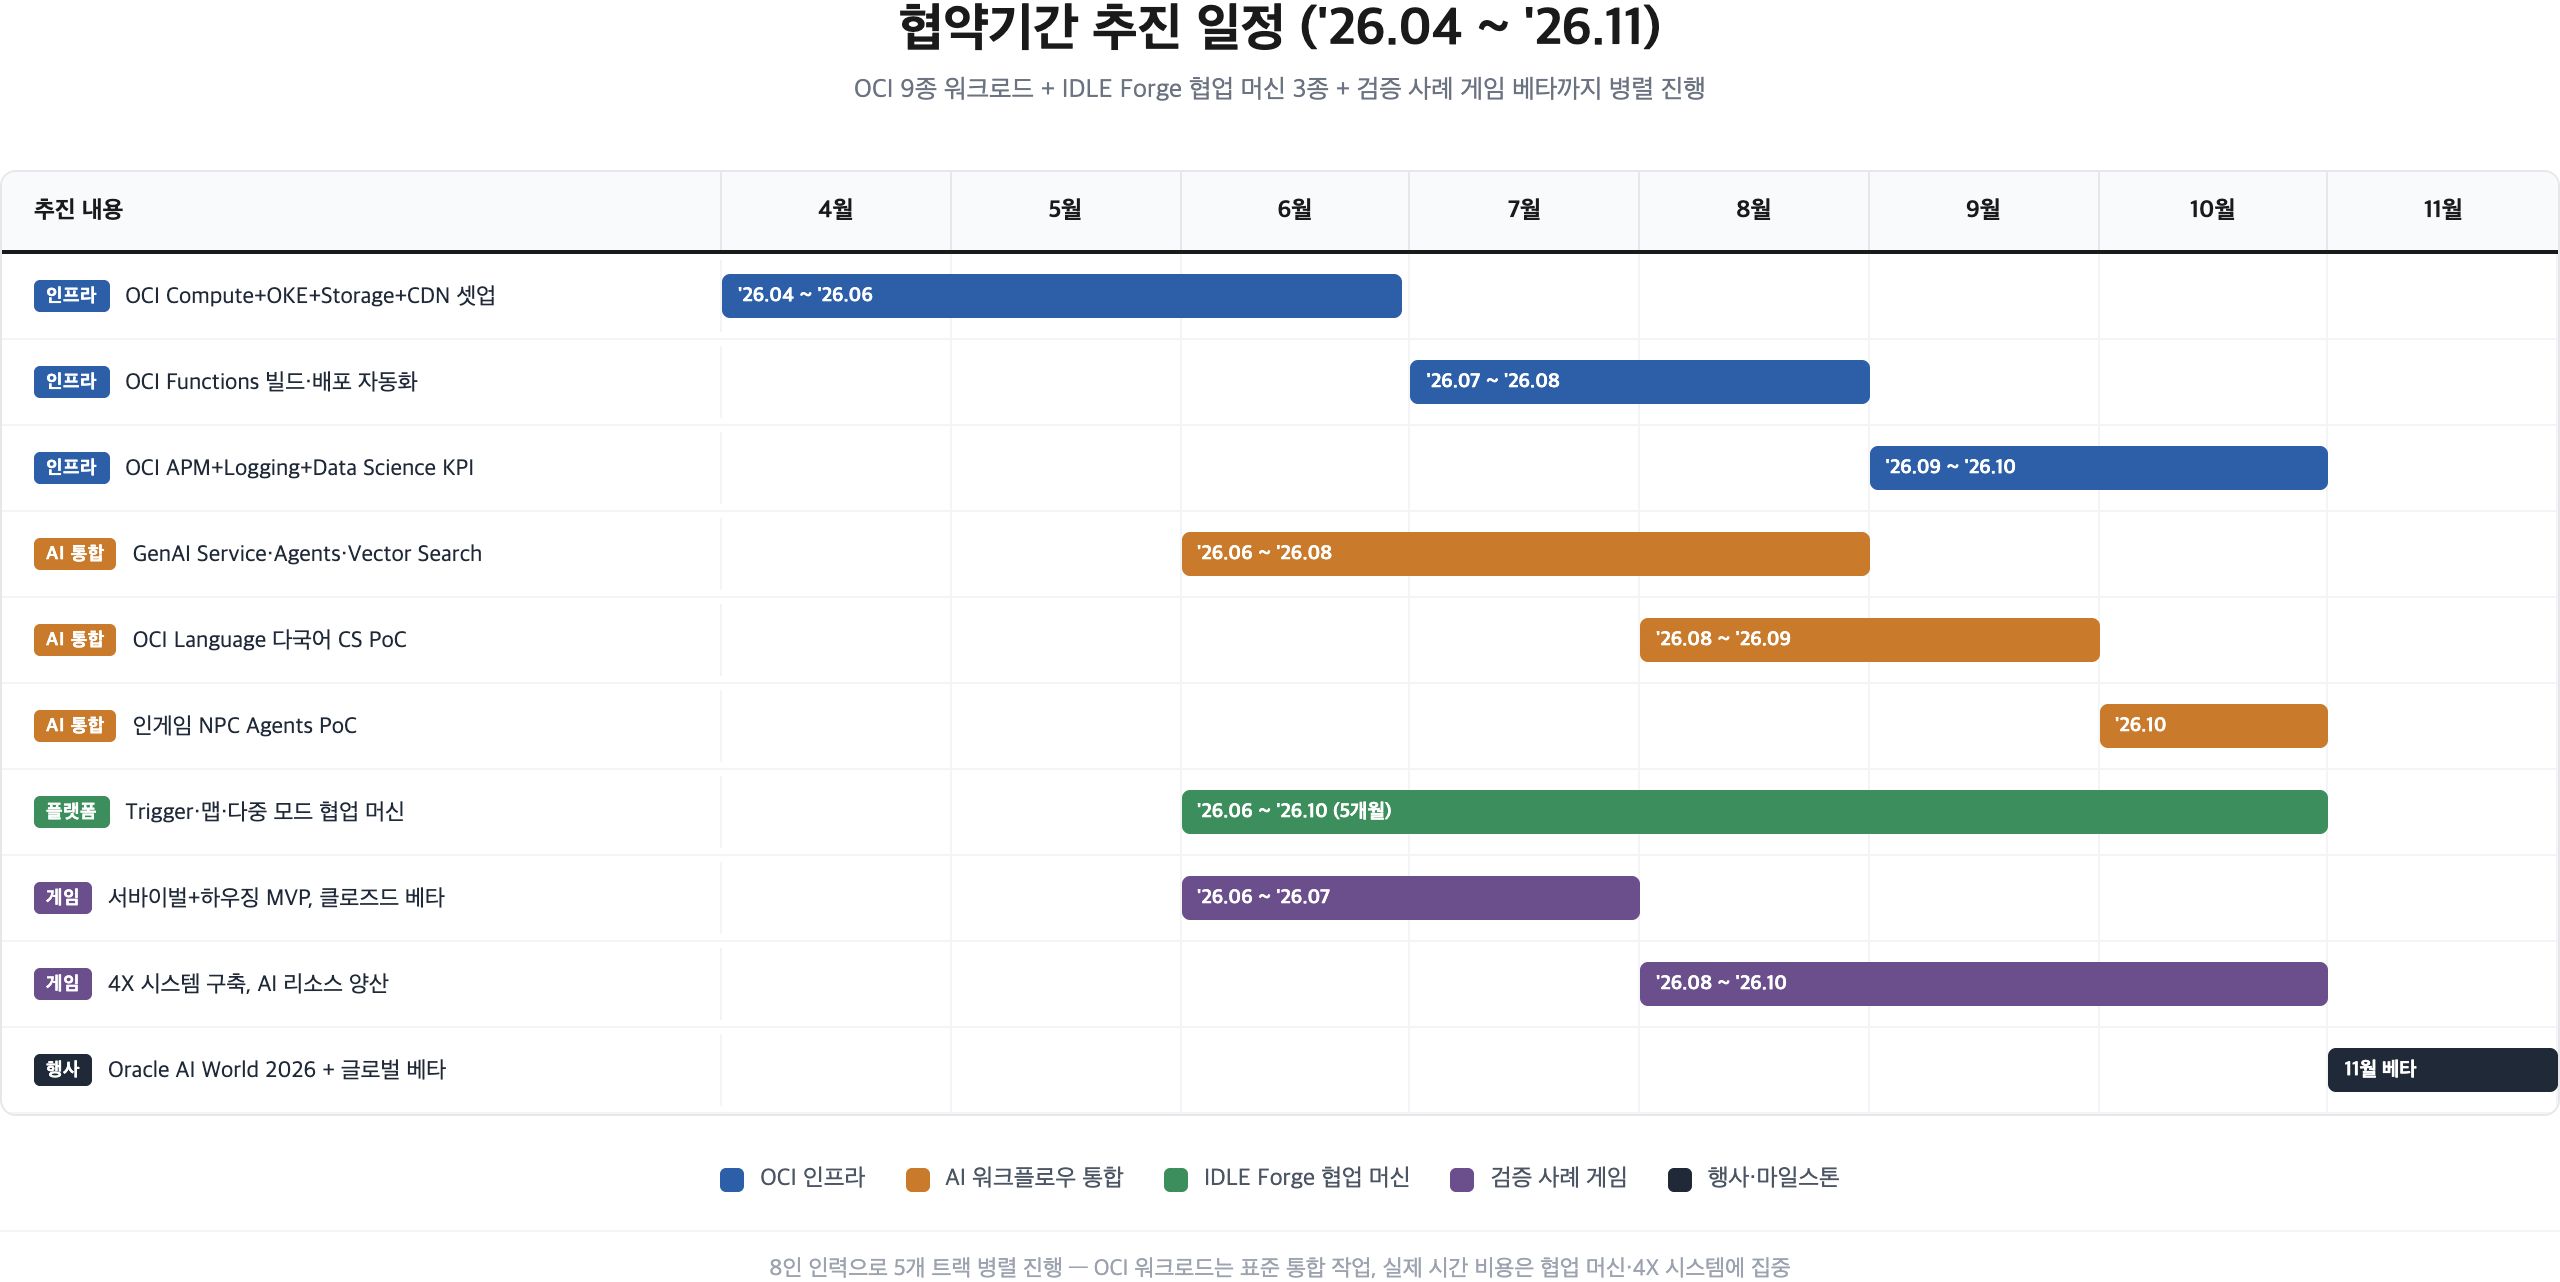 협약기간 추진 일정 ('26.04 ~ '26.11)
OCI 9종 워크로드 + IDLE Forge 협업 머신 3종 + 검증 사례 게임 베타까지 병렬 진행
추진 내용 4월 5월 6월 7월 8월 9월 10월 11월
인프라 OCI Compute+OKE+Storage+CDN 셋업 '26.04 ~ '26.06
인프라 OCI Functions 빌드·배포 자동화 '26.07 ~ '26.08
인프라 OCI APM+Logging+Data Science KPI '26.09 ~ '26.10
AI 통합 GenAI Service·Agents·Vector Search '26.06 ~ '26.08
AI 통합 OCI Language 다국어 CS PoC '26.08 ~ '26.09
AI 통합 인게임 NPC Agents PoC '26.10
플랫폼 Trigger·맵·다중 모드 협업 머신 '26.06 ~ '26.10 (5개월)
게임 서바이벌+하우징 MVP, 클로즈드 베타 '26.06 ~ '26.07
게임 4X 시스템 구축, AI 리소스 양산 '26.08 ~ '26.10
행사 Oracle AI World 2026 + 글로벌 베타 11월 베타
OCI 인프라 AI 워크플로우 통합 IDLE Forge 협업 머신 검증 사례 게임 행사·마일스톤
8인 인력으로 5개 트랙 병렬 진행 — OCI 워크로드는 표준 통합 작업, 실제 시간 비용은 협업 머신·4X 시스템에 집중